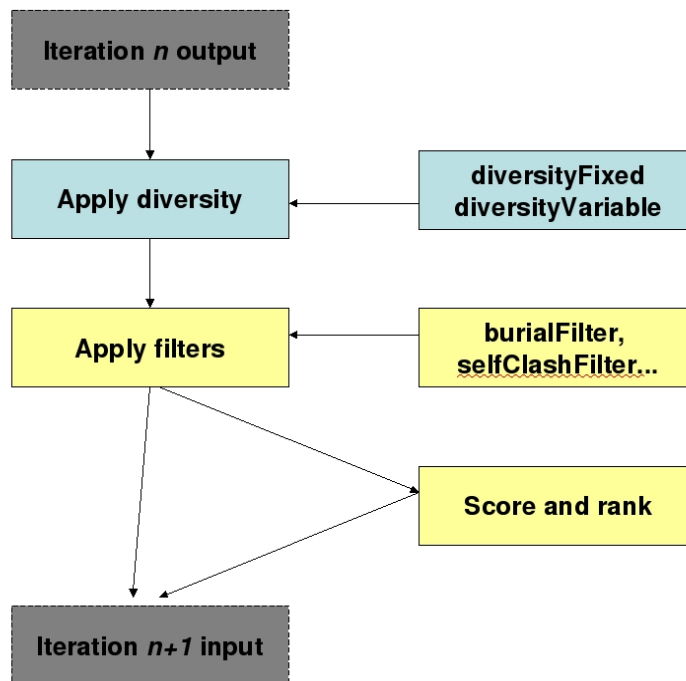 Iteration n output
Apply diversity
diversityFixed
diversityVariable
Apply filters
burialFilter,
selfClashFilter...
Score and rank
Iteration n+1 input